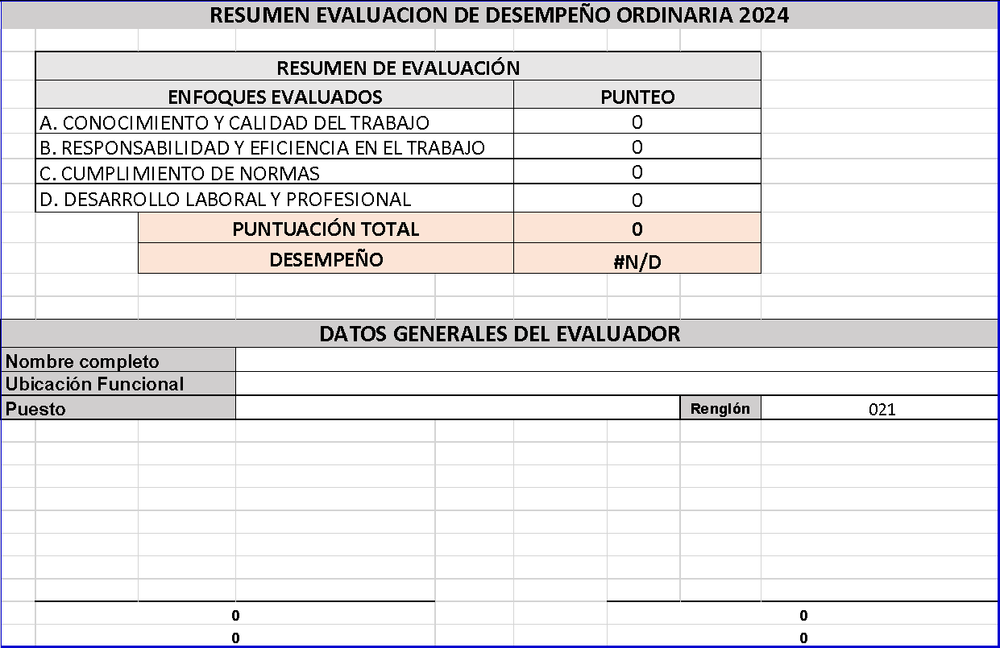 RESUMEN EVALUACION DE DESEMPEÑO ORDINARIA 2024
RESUMEN DE EVALUACIÓN
ENFOQUES EVALUADOS PUNTEO
A. CONOCIMIENTO Y CALIDAD DEL TRABAJO 0
B. RESPONSABILIDAD Y EFICIENCIA EN EL TRABAJO 0
C. CUMPLIMIENTO DE NORMAS 0
D. DESARROLLO LABORAL Y PROFESIONAL 0
PUNTUACIÓN TOTAL 0
DESEMPEÑO #N/D
DATOS GENERALES DEL EVALUADOR
Nombre completo
Ubicación Funcional
Puesto Renglón 021
0 0
0 0